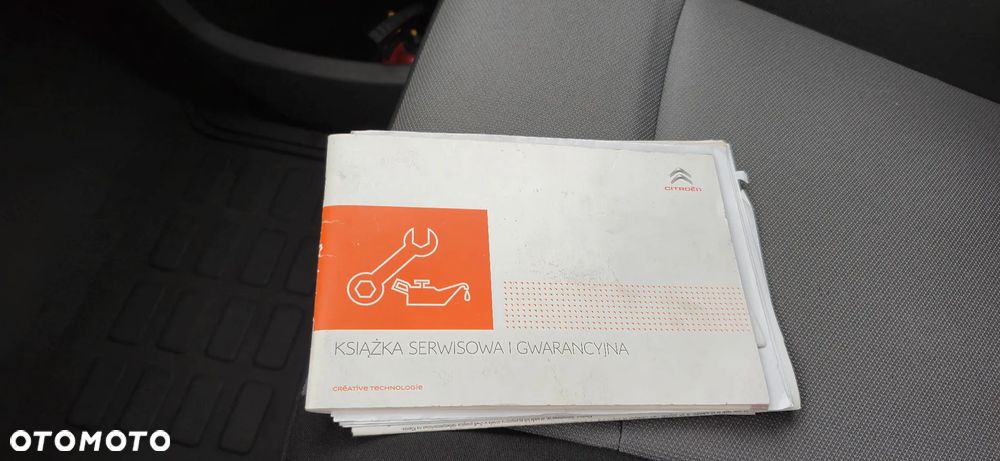 CITROËN
KSIĄŻKA SERWISOWA I GWARANCYJNA
CRÉATIVE TECHNOLOGIE
OTOMOTO